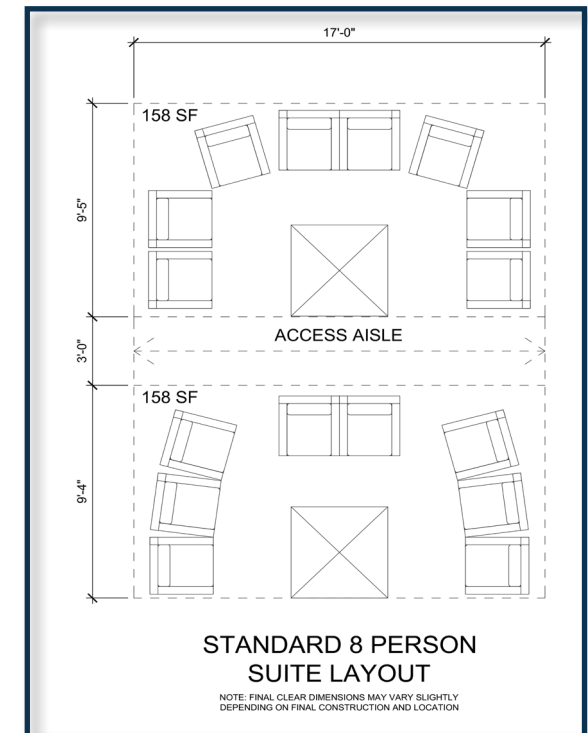 17'-0"
158 SF
9'-5"
ACCESS AISLE
3'-0"
158 SF
9'-4"
STANDARD 8 PERSON
SUITE LAYOUT
NOTE: FINAL CLEAR DIMENSIONS MAY VARY SLIGHTLY
DEPENDING ON FINAL CONSTRUCTION AND LOCATION